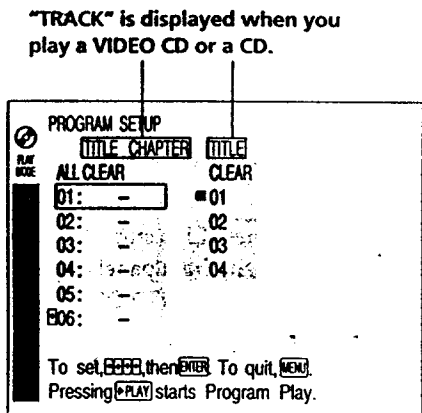 "TRACK" is displayed when you
play a VIDEO CD or a CD.
PROGRAM SETUP
PLAY MODE
TITLE CHAPTER TITLE
ALL CLEAR CLEAR
01: – 01
02: – 02
03: – 03
04: – 04
05: –
06: –
To set, , then ENTER. To quit, MENU.
Pressing PLAY starts Program Play.